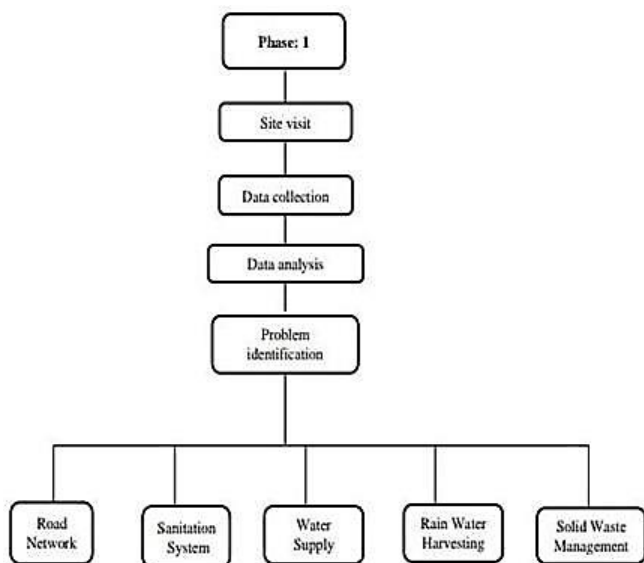 Phase: 1
Site visit
Data collection
Data analysis
Problem
identification
Road
Network
Sanitation
System
Water
Supply
Rain Water
Harvesting
Solid Waste
Management